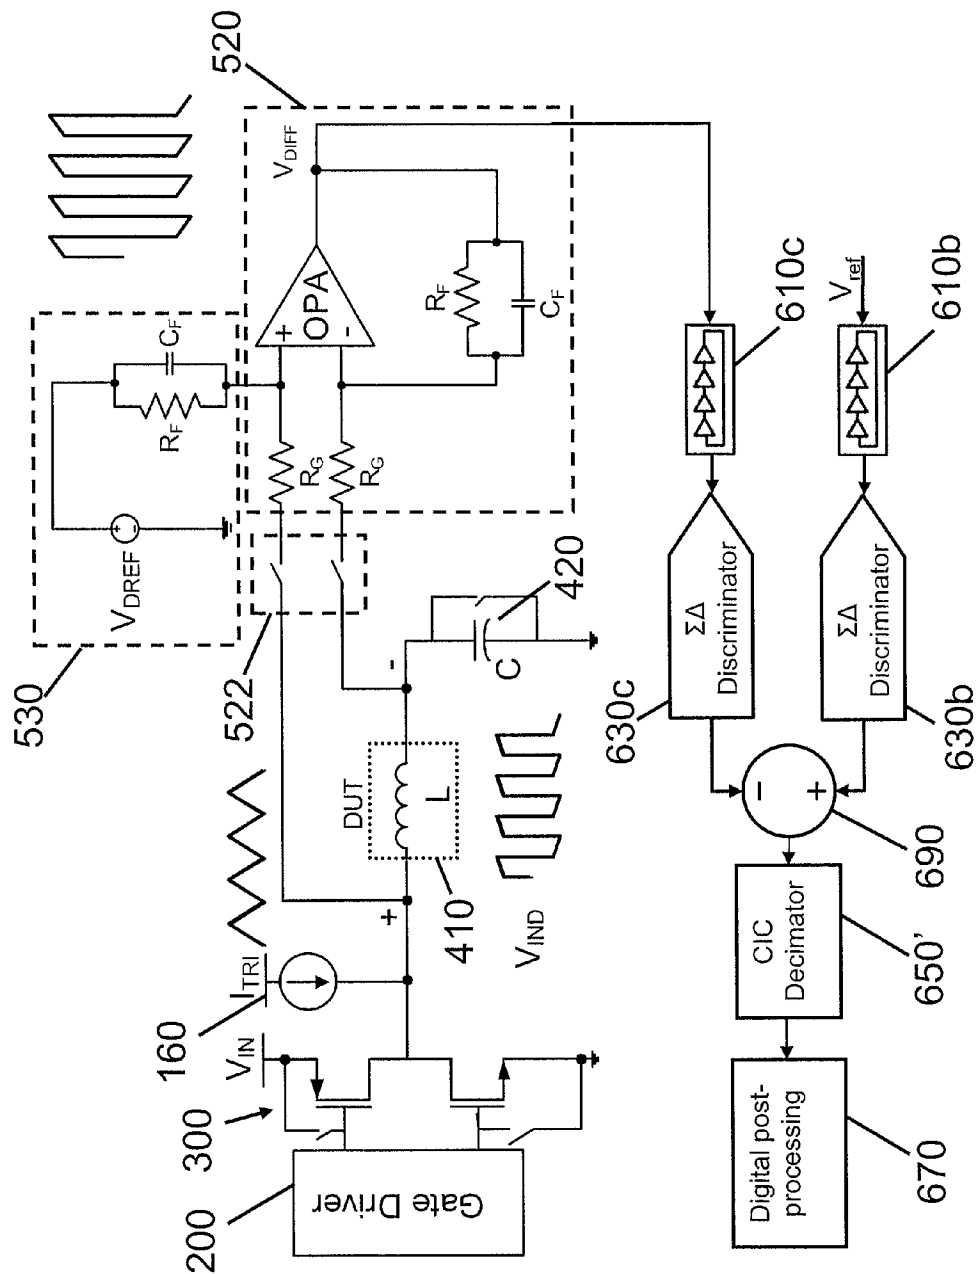 520
V_DIFF
530
V_DREF
R_F
C_F
OPA
+
-
R_F
C_F
R_G
R_G
522
-
+
160
I_TRI
V_IN
300
200
Gate Driver
DUT
L
410
V_IND
C
420
610c
V_ref
610b
ΣΔ
Discriminator
630c
ΣΔ
Discriminator
630b
-
+
690
CIC
Decimator
650'
Digital post-
processing
670